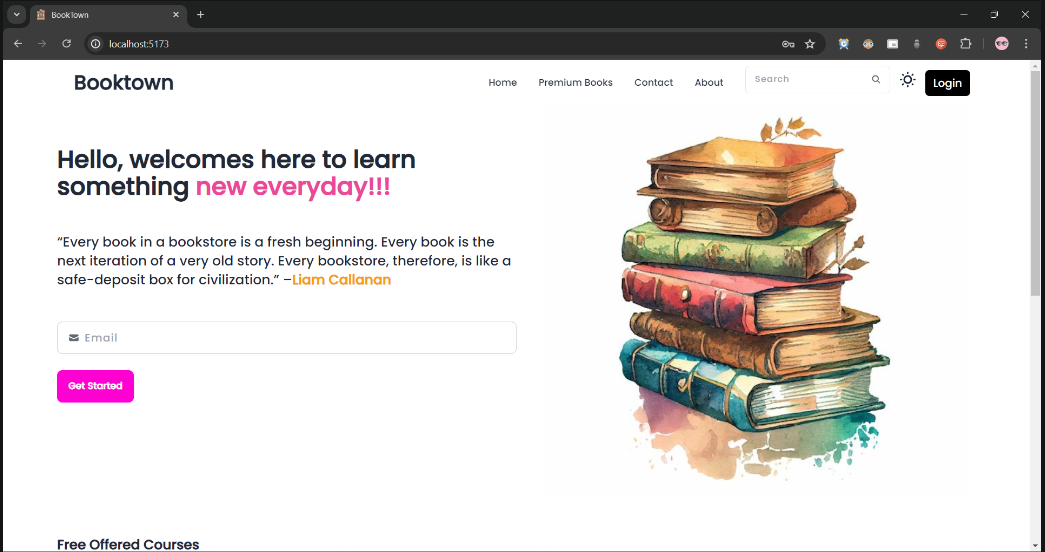 BookTown
localhost:5173
Booktown
Home
Premium Books
Contact
About
Search
Login
Hello, welcomes here to learn
something new everyday!!!
“Every book in a bookstore is a fresh beginning. Every book is the
next iteration of a very old story. Every bookstore, therefore, is like a
safe-deposit box for civilization.” –Liam Callanan
Email
Get Started
Free Offered Courses